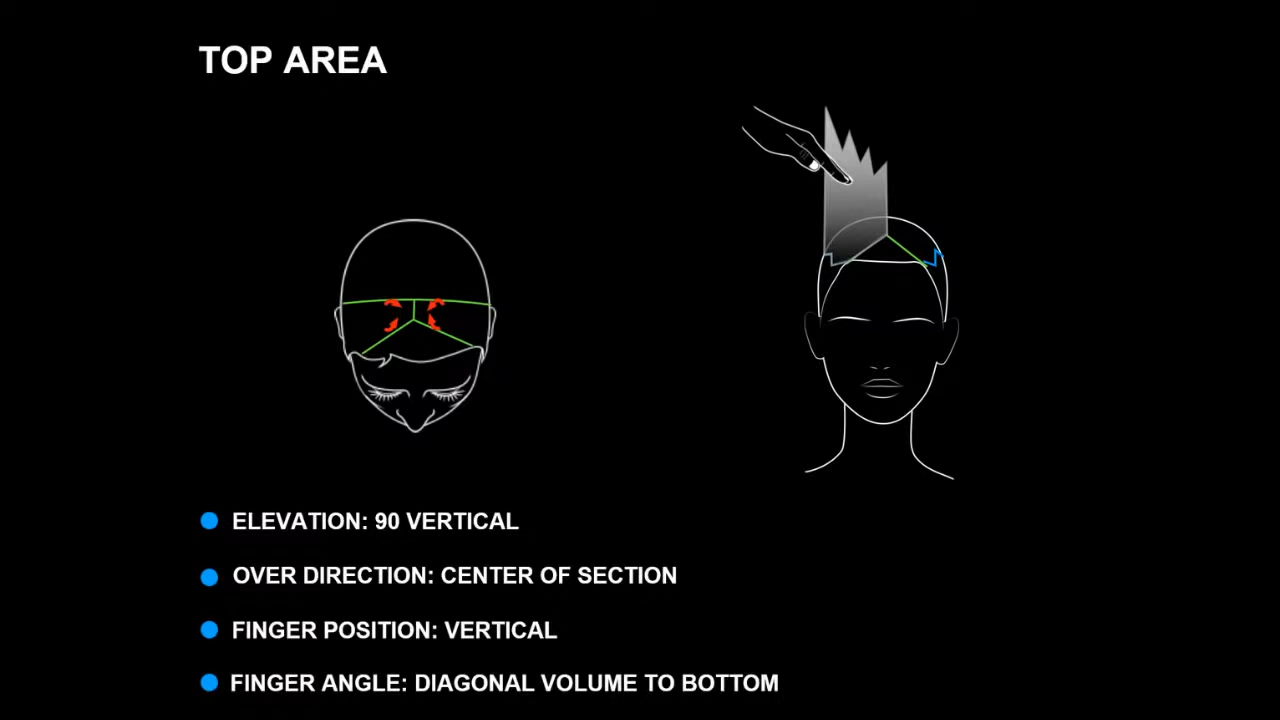 TOP AREA
ELEVATION: 90 VERTICAL
OVER DIRECTION: CENTER OF SECTION
FINGER POSITION: VERTICAL
FINGER ANGLE: DIAGONAL VOLUME TO BOTTOM